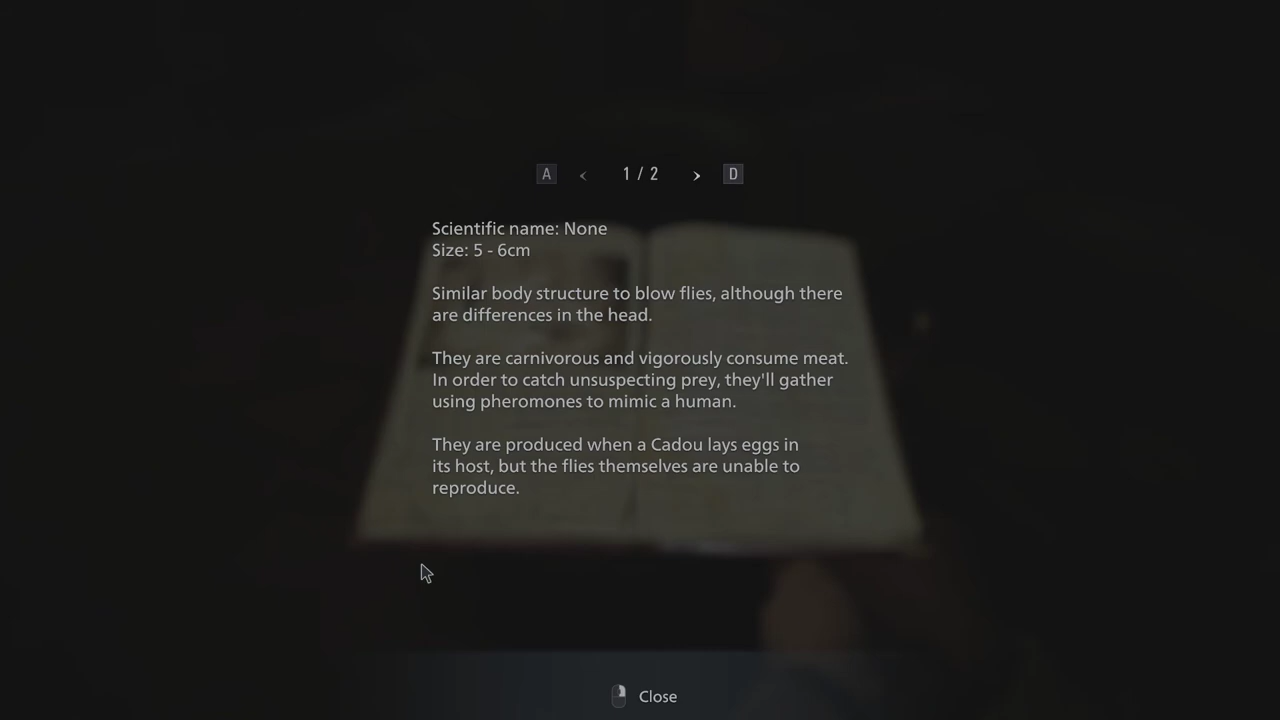 A < 1 / 2 > D
Scientific name: None
Size: 5 - 6cm
Similar body structure to blow flies, although there
are differences in the head.
They are carnivorous and vigorously consume meat.
In order to catch unsuspecting prey, they'll gather
using pheromones to mimic a human.
They are produced when a Cadou lays eggs in
its host, but the flies themselves are unable to
reproduce.
Close